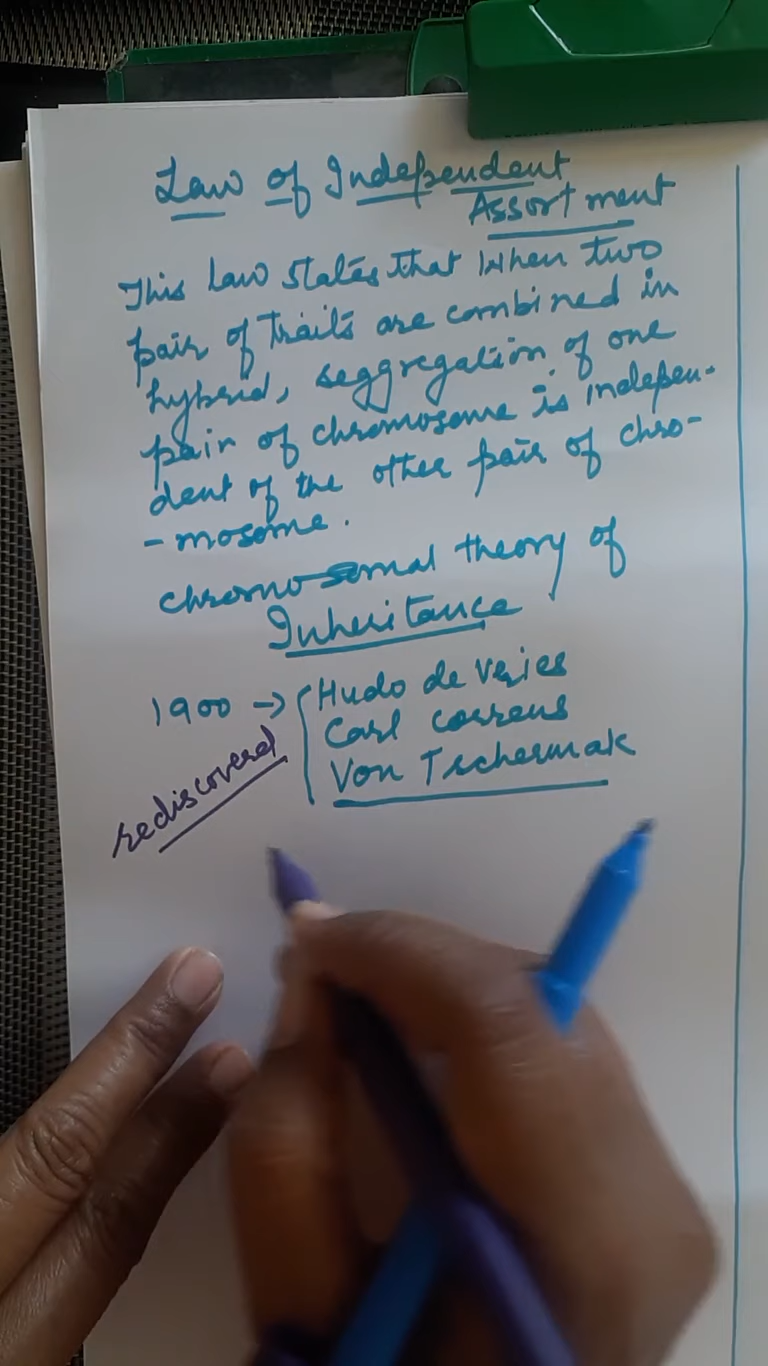 Law of Independent
Assortment
This Law states that When two
pair of traits are combined in
hybrid, seggregation of one
pair of chromosome is indepen-
dent of the other pair of chro-
-mosome.
chromosomal theory of
Inheritance
1900 → Hudo de Veries
Carl correns
Von Tschermak
rediscovered